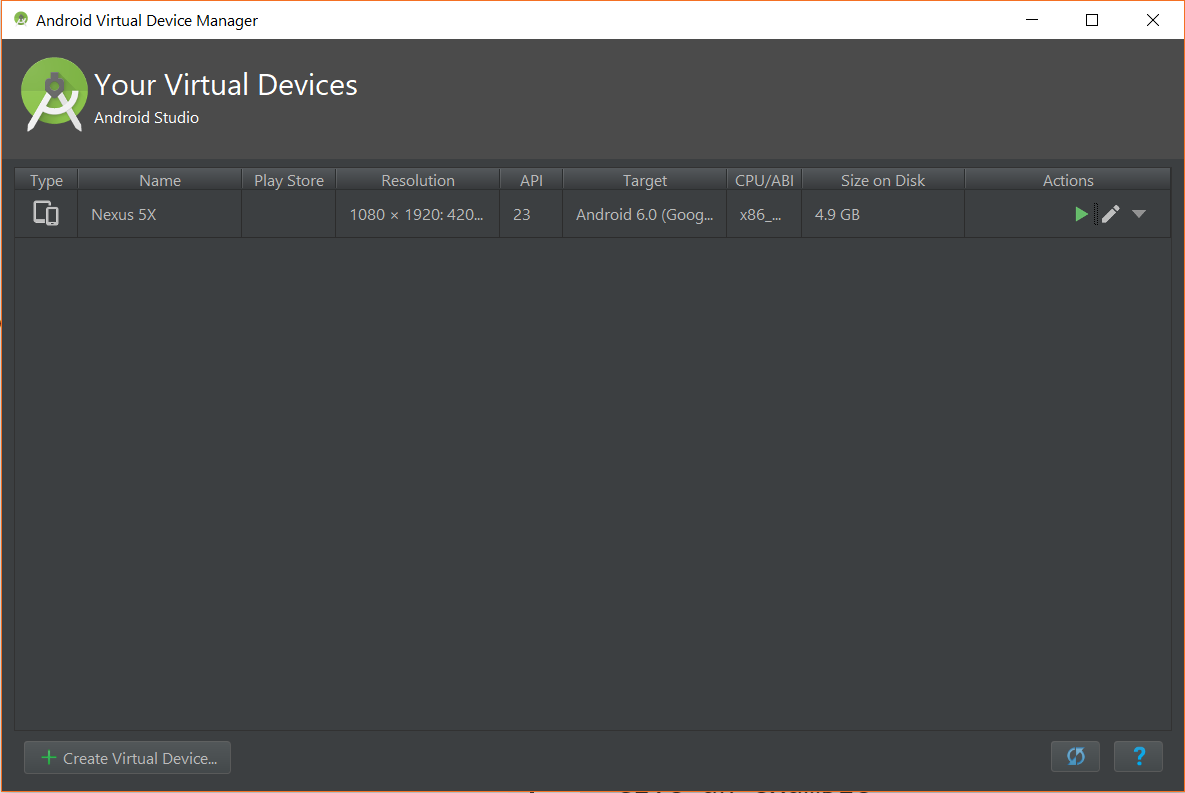 Android Virtual Device Manager
Your Virtual Devices
Android Studio
Type Name Play Store Resolution API Target CPU/ABI Size on Disk Actions
Nexus 5X 1080 × 1920: 420... 23 Android 6.0 (Goog... x86_... 4.9 GB
+ Create Virtual Device... ?